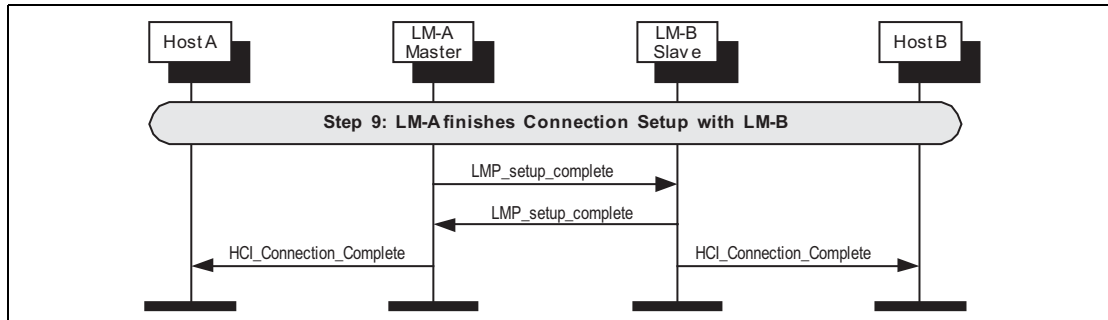 Host A
LM-A
Master
LM-B
Slave
Host B
Step 9: LM-A finishes Connection Setup with LM-B
LMP_setup_complete
LMP_setup_complete
HCI_Connection_Complete
HCI_Connection_Complete